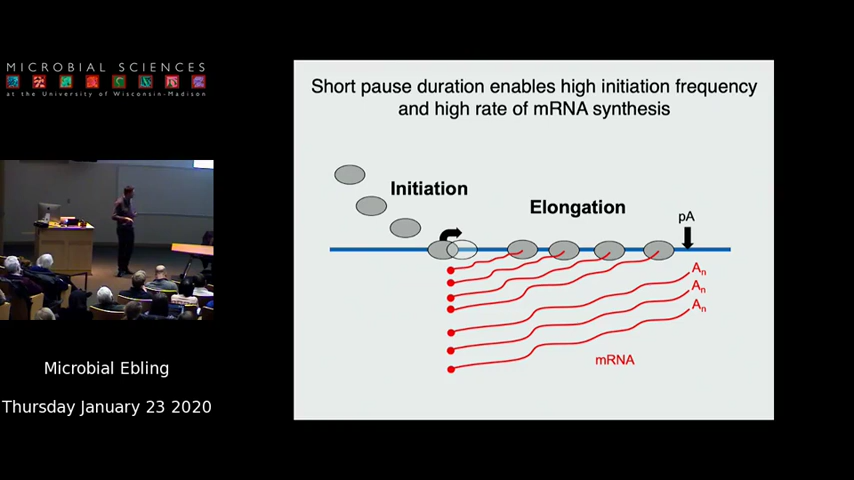 MICROBIAL SCIENCES
at the University of Wisconsin-Madison
Short pause duration enables high initiation frequency
and high rate of mRNA synthesis
Initiation
Elongation
pA
An
An
An
mRNA
Microbial Ebling
Thursday January 23 2020